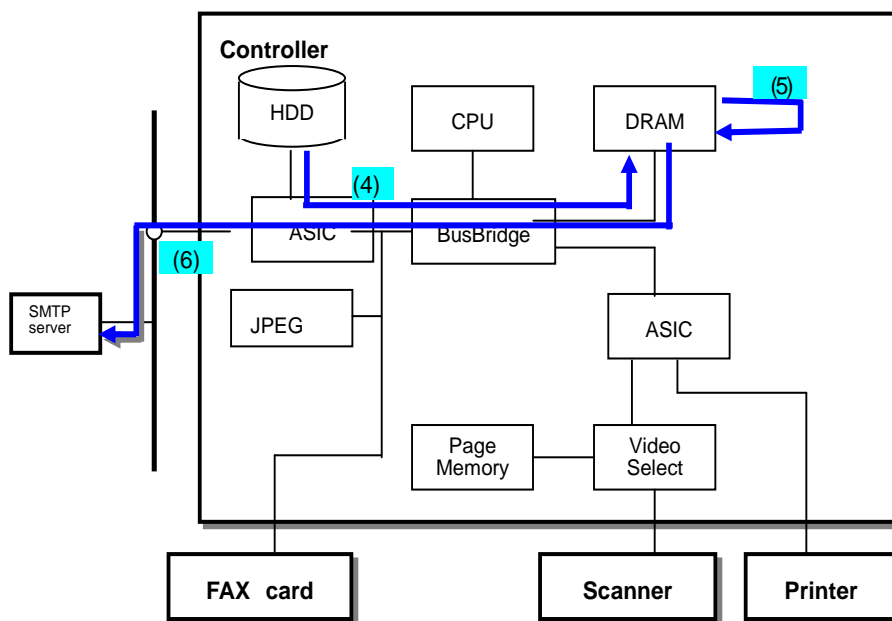 Controller
HDD
CPU
DRAM
(5)
(4)
ASIC
BusBridge
(6)
SMTP
server
JPEG
ASIC
Page
Memory
Video
Select
FAX card
Scanner
Printer